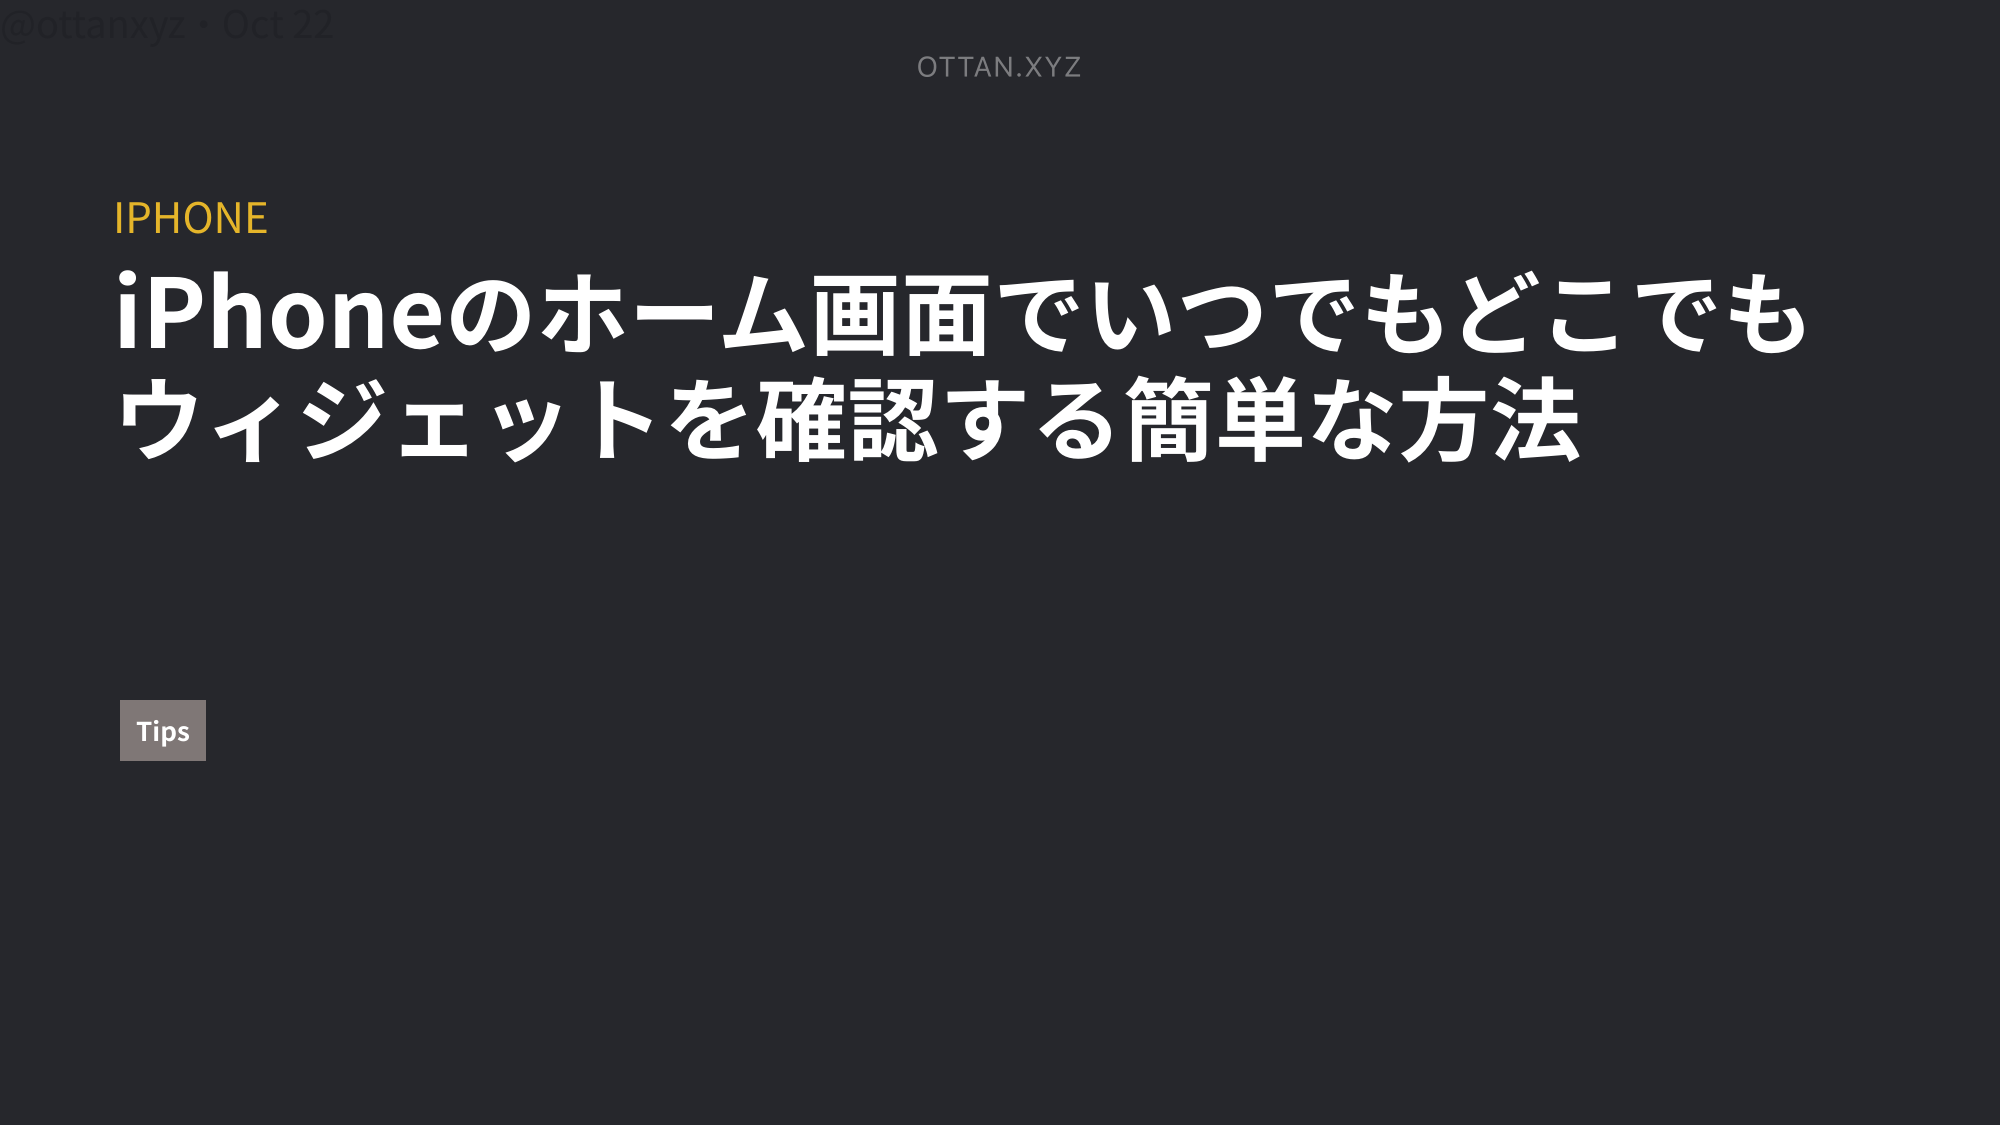 @ottanxyz・Oct 22
OTTAN.XYZ
IPHONE
iPhoneのホーム画面でいつでもどこでも
ウィジェットを確認する簡単な方法
Tips